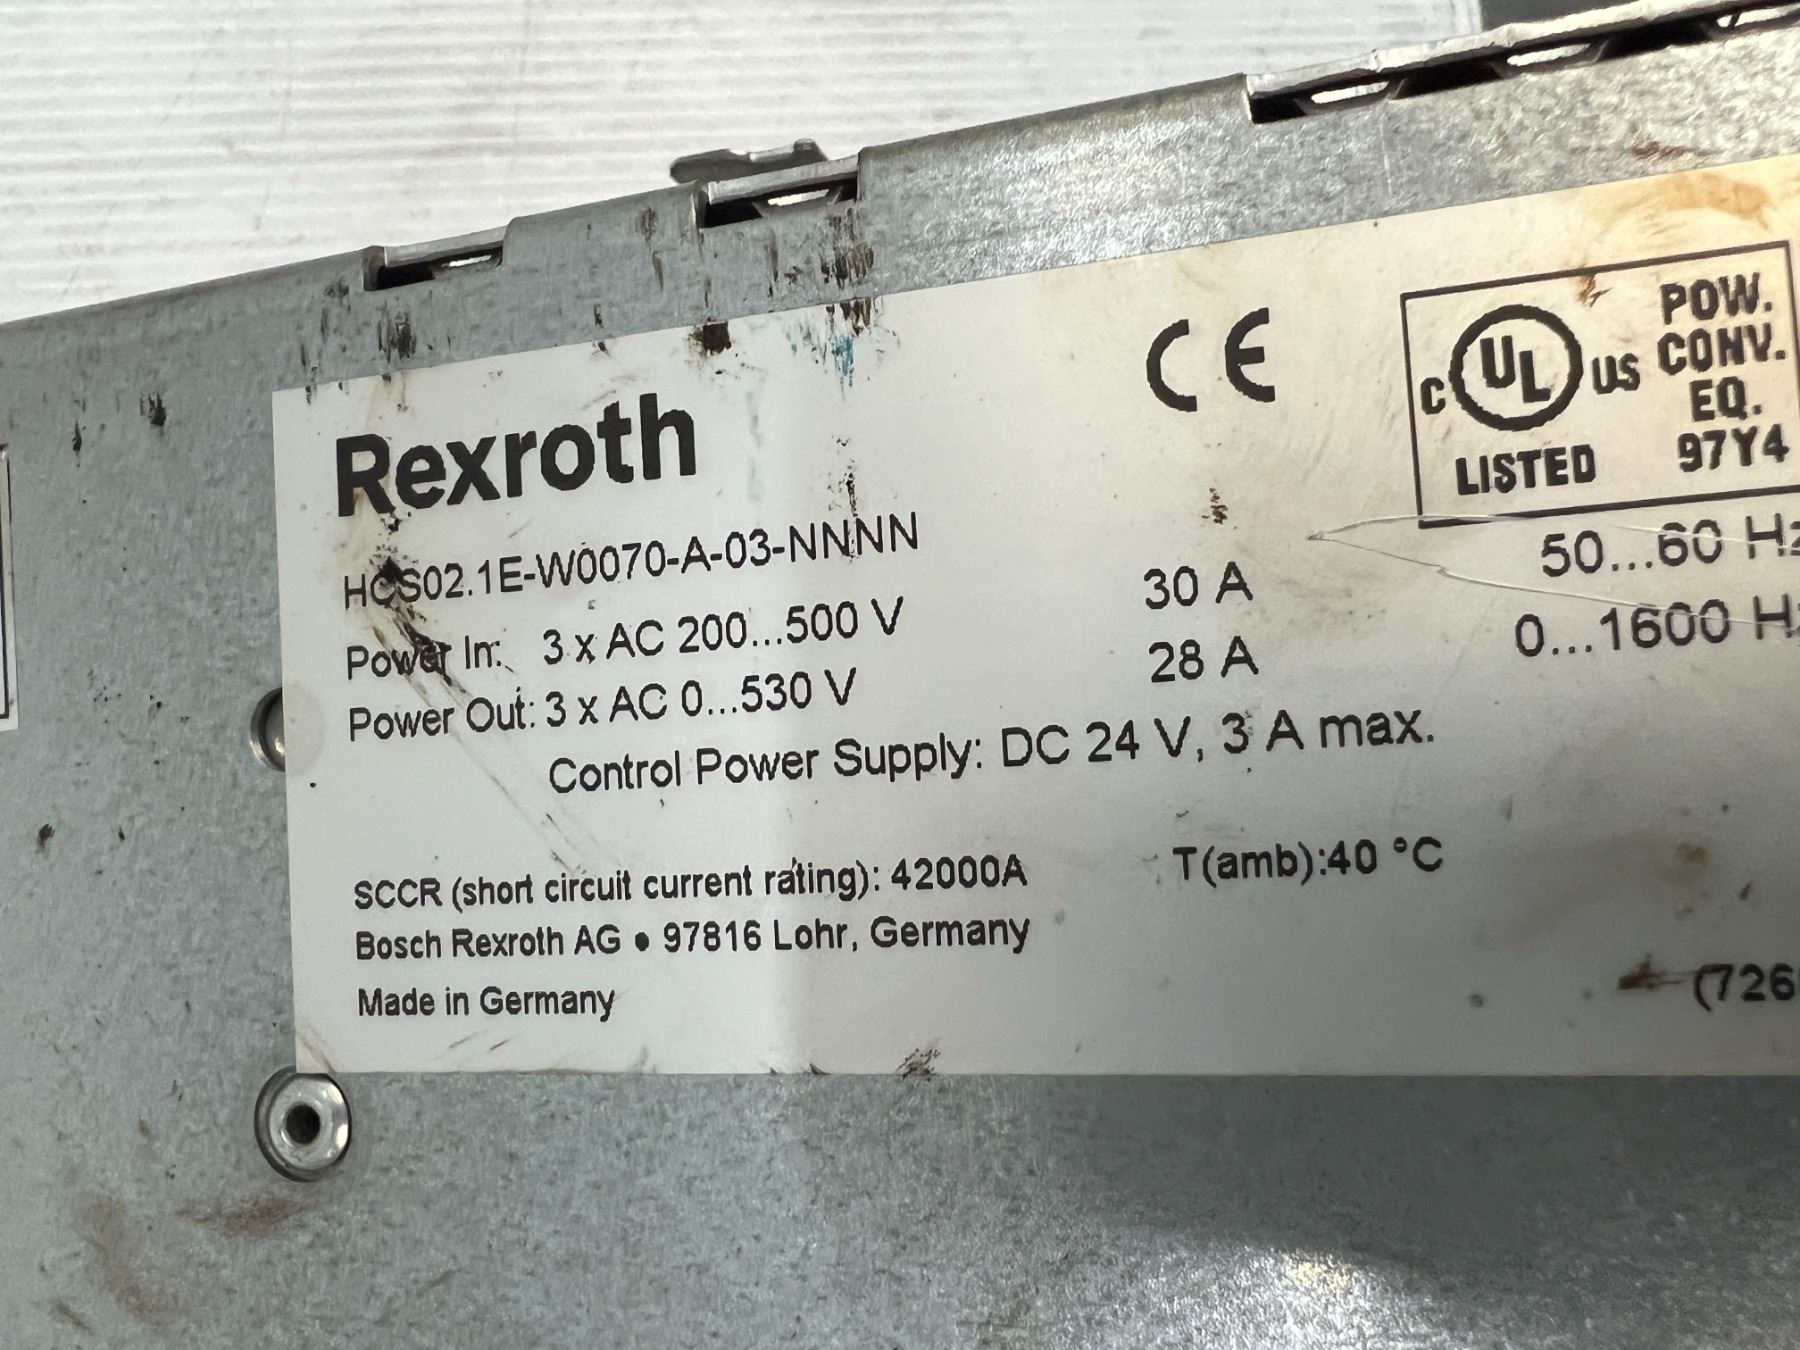 Rexroth
CE
C UL US
LISTED
POW.
CONV.
EQ.
97Y4
HCS02.1E-W0070-A-03-NNNN
Power In: 3 x AC 200...500 V 30 A 50...60 Hz
Power Out: 3 x AC 0...530 V 28 A 0...1600 Hz
Control Power Supply: DC 24 V, 3 A max.
SCCR (short circuit current rating): 42000A T(amb):40 °C
Bosch Rexroth AG • 97816 Lohr, Germany
Made in Germany